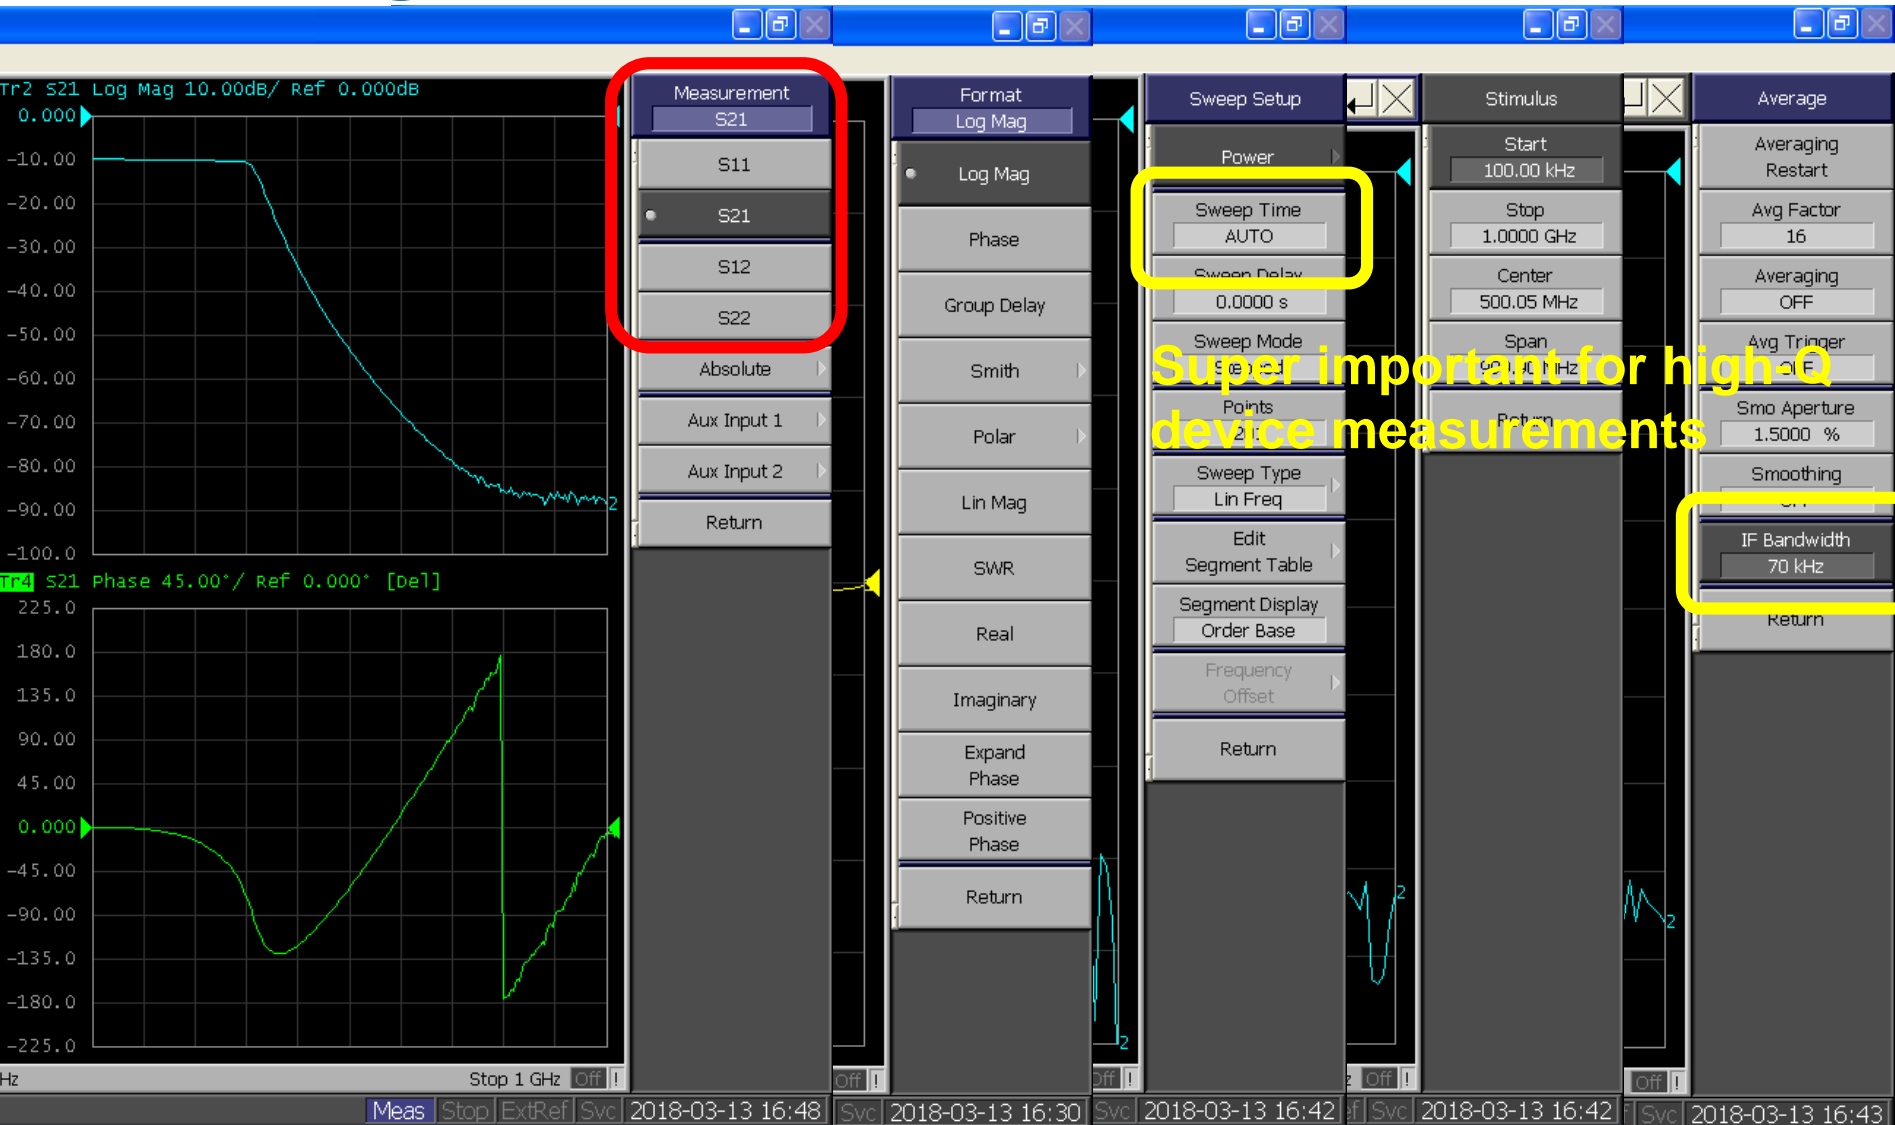 Tr2 S21 Log Mag 10.00dB/ Ref 0.000dB
0.000
-10.00
-20.00
-30.00
-40.00
-50.00
-60.00
-70.00
-80.00
-90.00
-100.0
2
Tr4 S21 Phase 45.00°/ Ref 0.000° [Del]
225.0
180.0
135.0
90.00
45.00
0.000
-45.00
-90.00
-135.0
-180.0
-225.0
Hz
Stop 1 GHz Off !
Meas Stop ExtRef Svc 2018-03-13 16:48
Measurement
S21
S11
S21
S12
S22
Absolute
Aux Input 1
Aux Input 2
Return
Format
Log Mag
Log Mag
Phase
Group Delay
Smith
Polar
Lin Mag
SWR
Real
Imaginary
Expand
Phase
Positive
Phase
Return
Off !
Svc 2018-03-13 16:30
Sweep Setup
Power
Sweep Time
AUTO
Sweep Delay
0.0000 s
Sweep Mode
Points
Sweep Type
Lin Freq
Edit
Segment Table
Segment Display
Order Base
Frequency
Offset
Return
2
Off !
Svc 2018-03-13 16:42
Super important for high-Q
device measurements
Stimulus
Start
100.00 kHz
Stop
1.0000 GHz
Center
500.05 MHz
Span
Return
2
Off !
Svc 2018-03-13 16:42
Average
Averaging
Restart
Avg Factor
16
Averaging
OFF
Avg Trigger
OFF
Smo Aperture
1.5000 %
Smoothing
OFF
IF Bandwidth
70 kHz
Return
2
Off !
Svc 2018-03-13 16:43